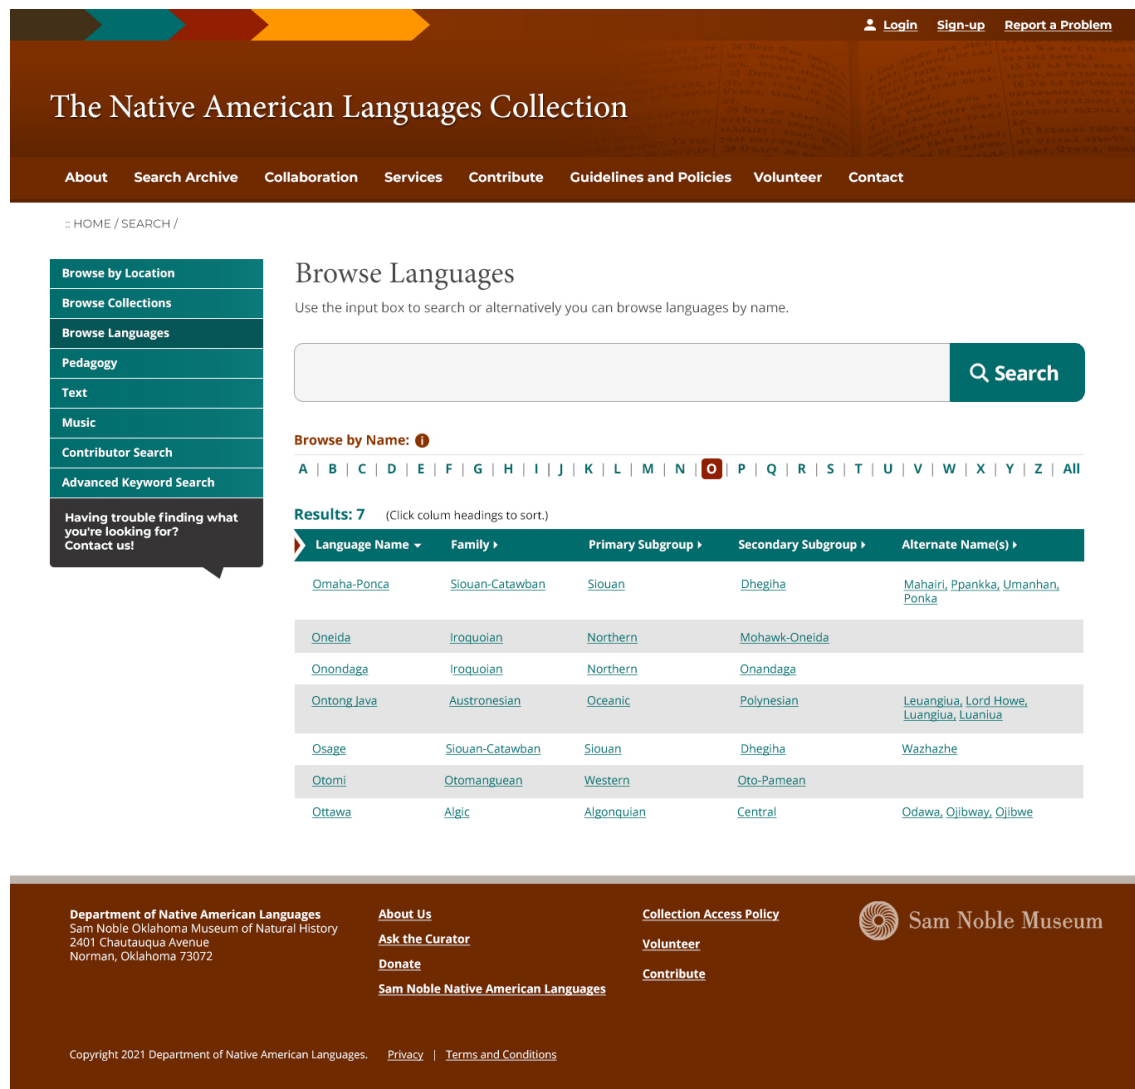 Login Sign-up Report a Problem
The Native American Languages Collection
About Search Archive Collaboration Services Contribute Guidelines and Policies Volunteer Contact
:: HOME / SEARCH /
Browse by Location
Browse Collections
Browse Languages
Pedagogy
Text
Music
Contributor Search
Advanced Keyword Search
Having trouble finding what
you're looking for?
Contact us!
Browse Languages
Use the input box to search or alternatively you can browse languages by name.
Search
Browse by Name:
A | B | C | D | E | F | G | H | I | J | K | L | M | N | O | P | Q | R | S | T | U | V | W | X | Y | Z | All
Results: 7 (Click colum headings to sort.)
Language Name Family Primary Subgroup Secondary Subgroup Alternate Name(s)
Omaha-Ponca Siouan-Catawban Siouan Dhegiha Mahairi, Ppankka, Umanhan,
Ponka
Oneida Iroquoian Northern Mohawk-Oneida
Onondaga Iroquoian Northern Onandaga
Ontong Java Austronesian Oceanic Polynesian Leuangiua, Lord Howe,
Luangiua, Luaniua
Osage Siouan-Catawban Siouan Dhegiha Wazhazhe
Otomi Otomanguean Western Oto-Pamean
Ottawa Algic Algonquian Central Odawa, Ojibway, Ojibwe
Department of Native American Languages
Sam Noble Oklahoma Museum of Natural History
2401 Chautauqua Avenue
Norman, Oklahoma 73072
About Us
Ask the Curator
Donate
Sam Noble Native American Languages
Collection Access Policy
Volunteer
Contribute
Sam Noble Museum
Copyright 2021 Department of Native American Languages. Privacy | Terms and Conditions